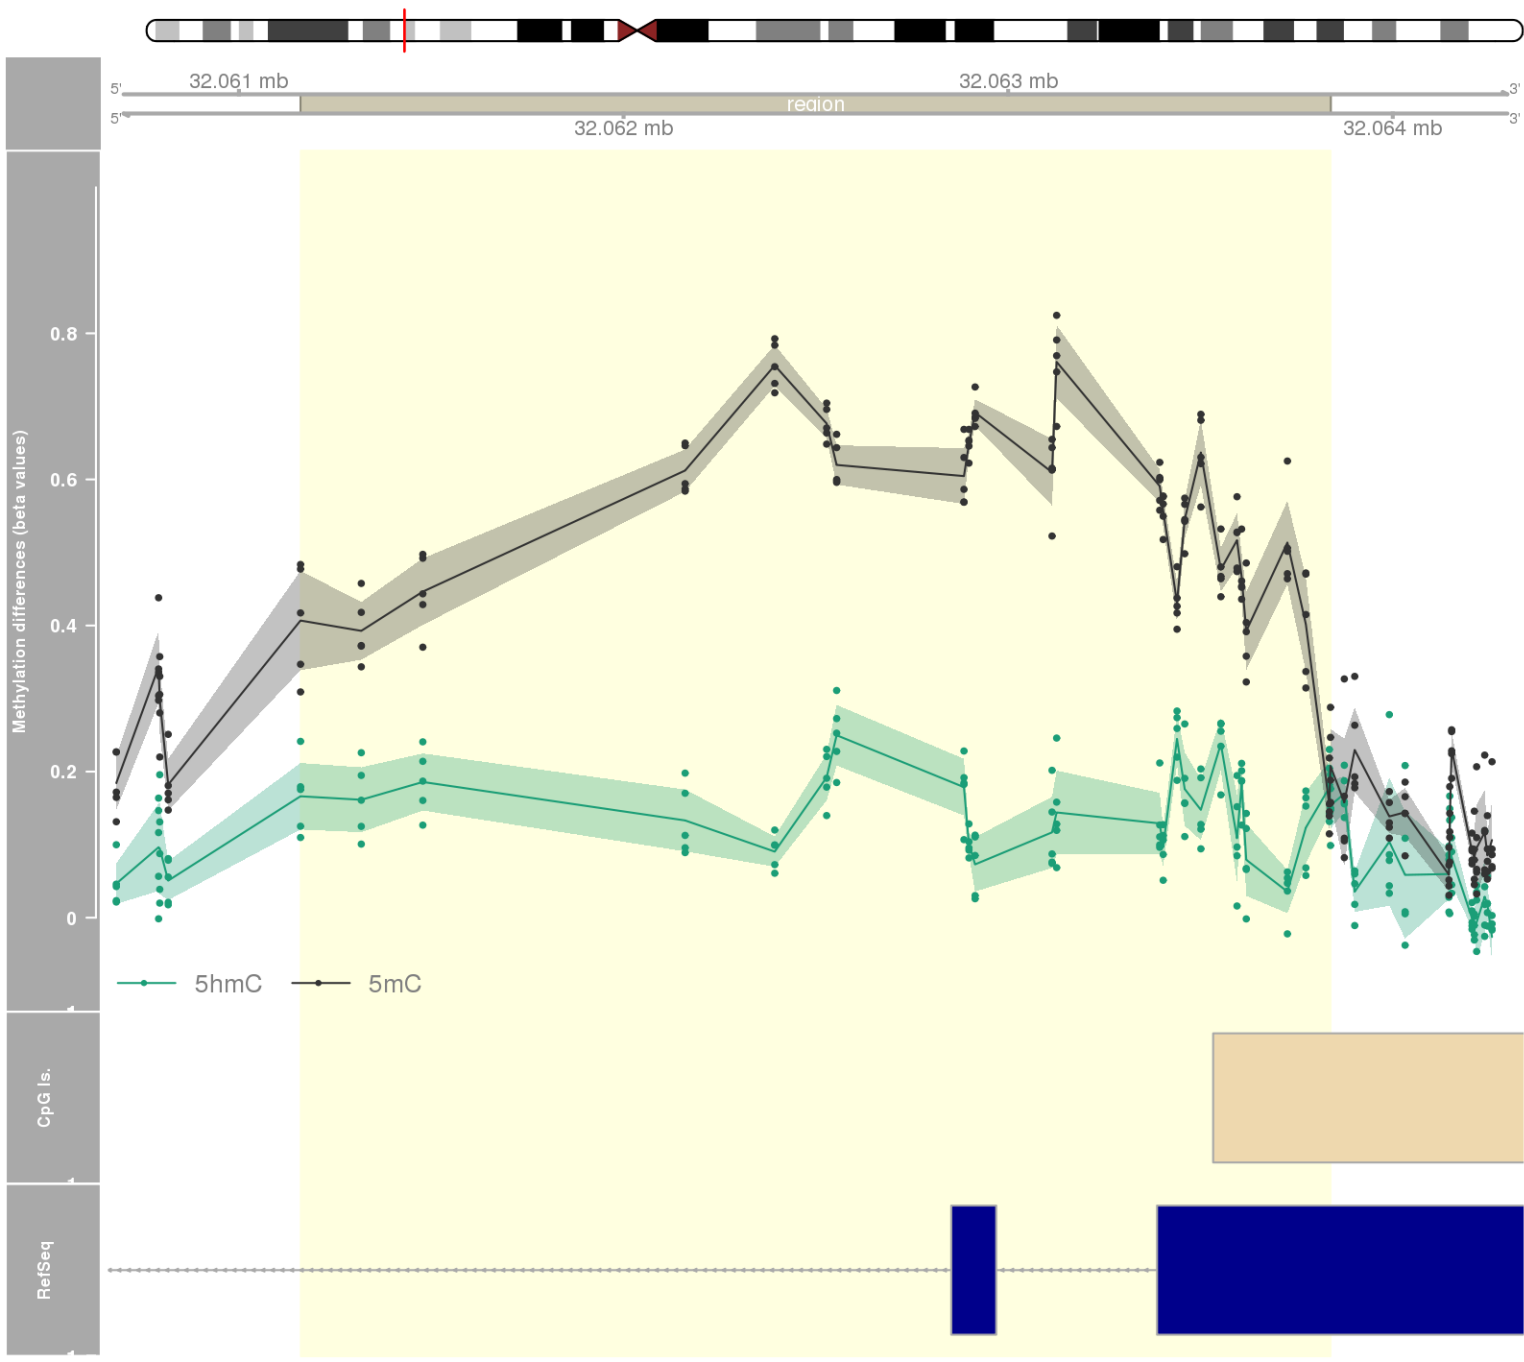 32.061 mb
32.063 mb
5'
3'
region
5'
3'
32.062 mb
32.064 mb
Methylation differences (beta values)
0.8
0.6
0.4
0.2
0
5hmC
5mC
CpG Is.
RefSeq